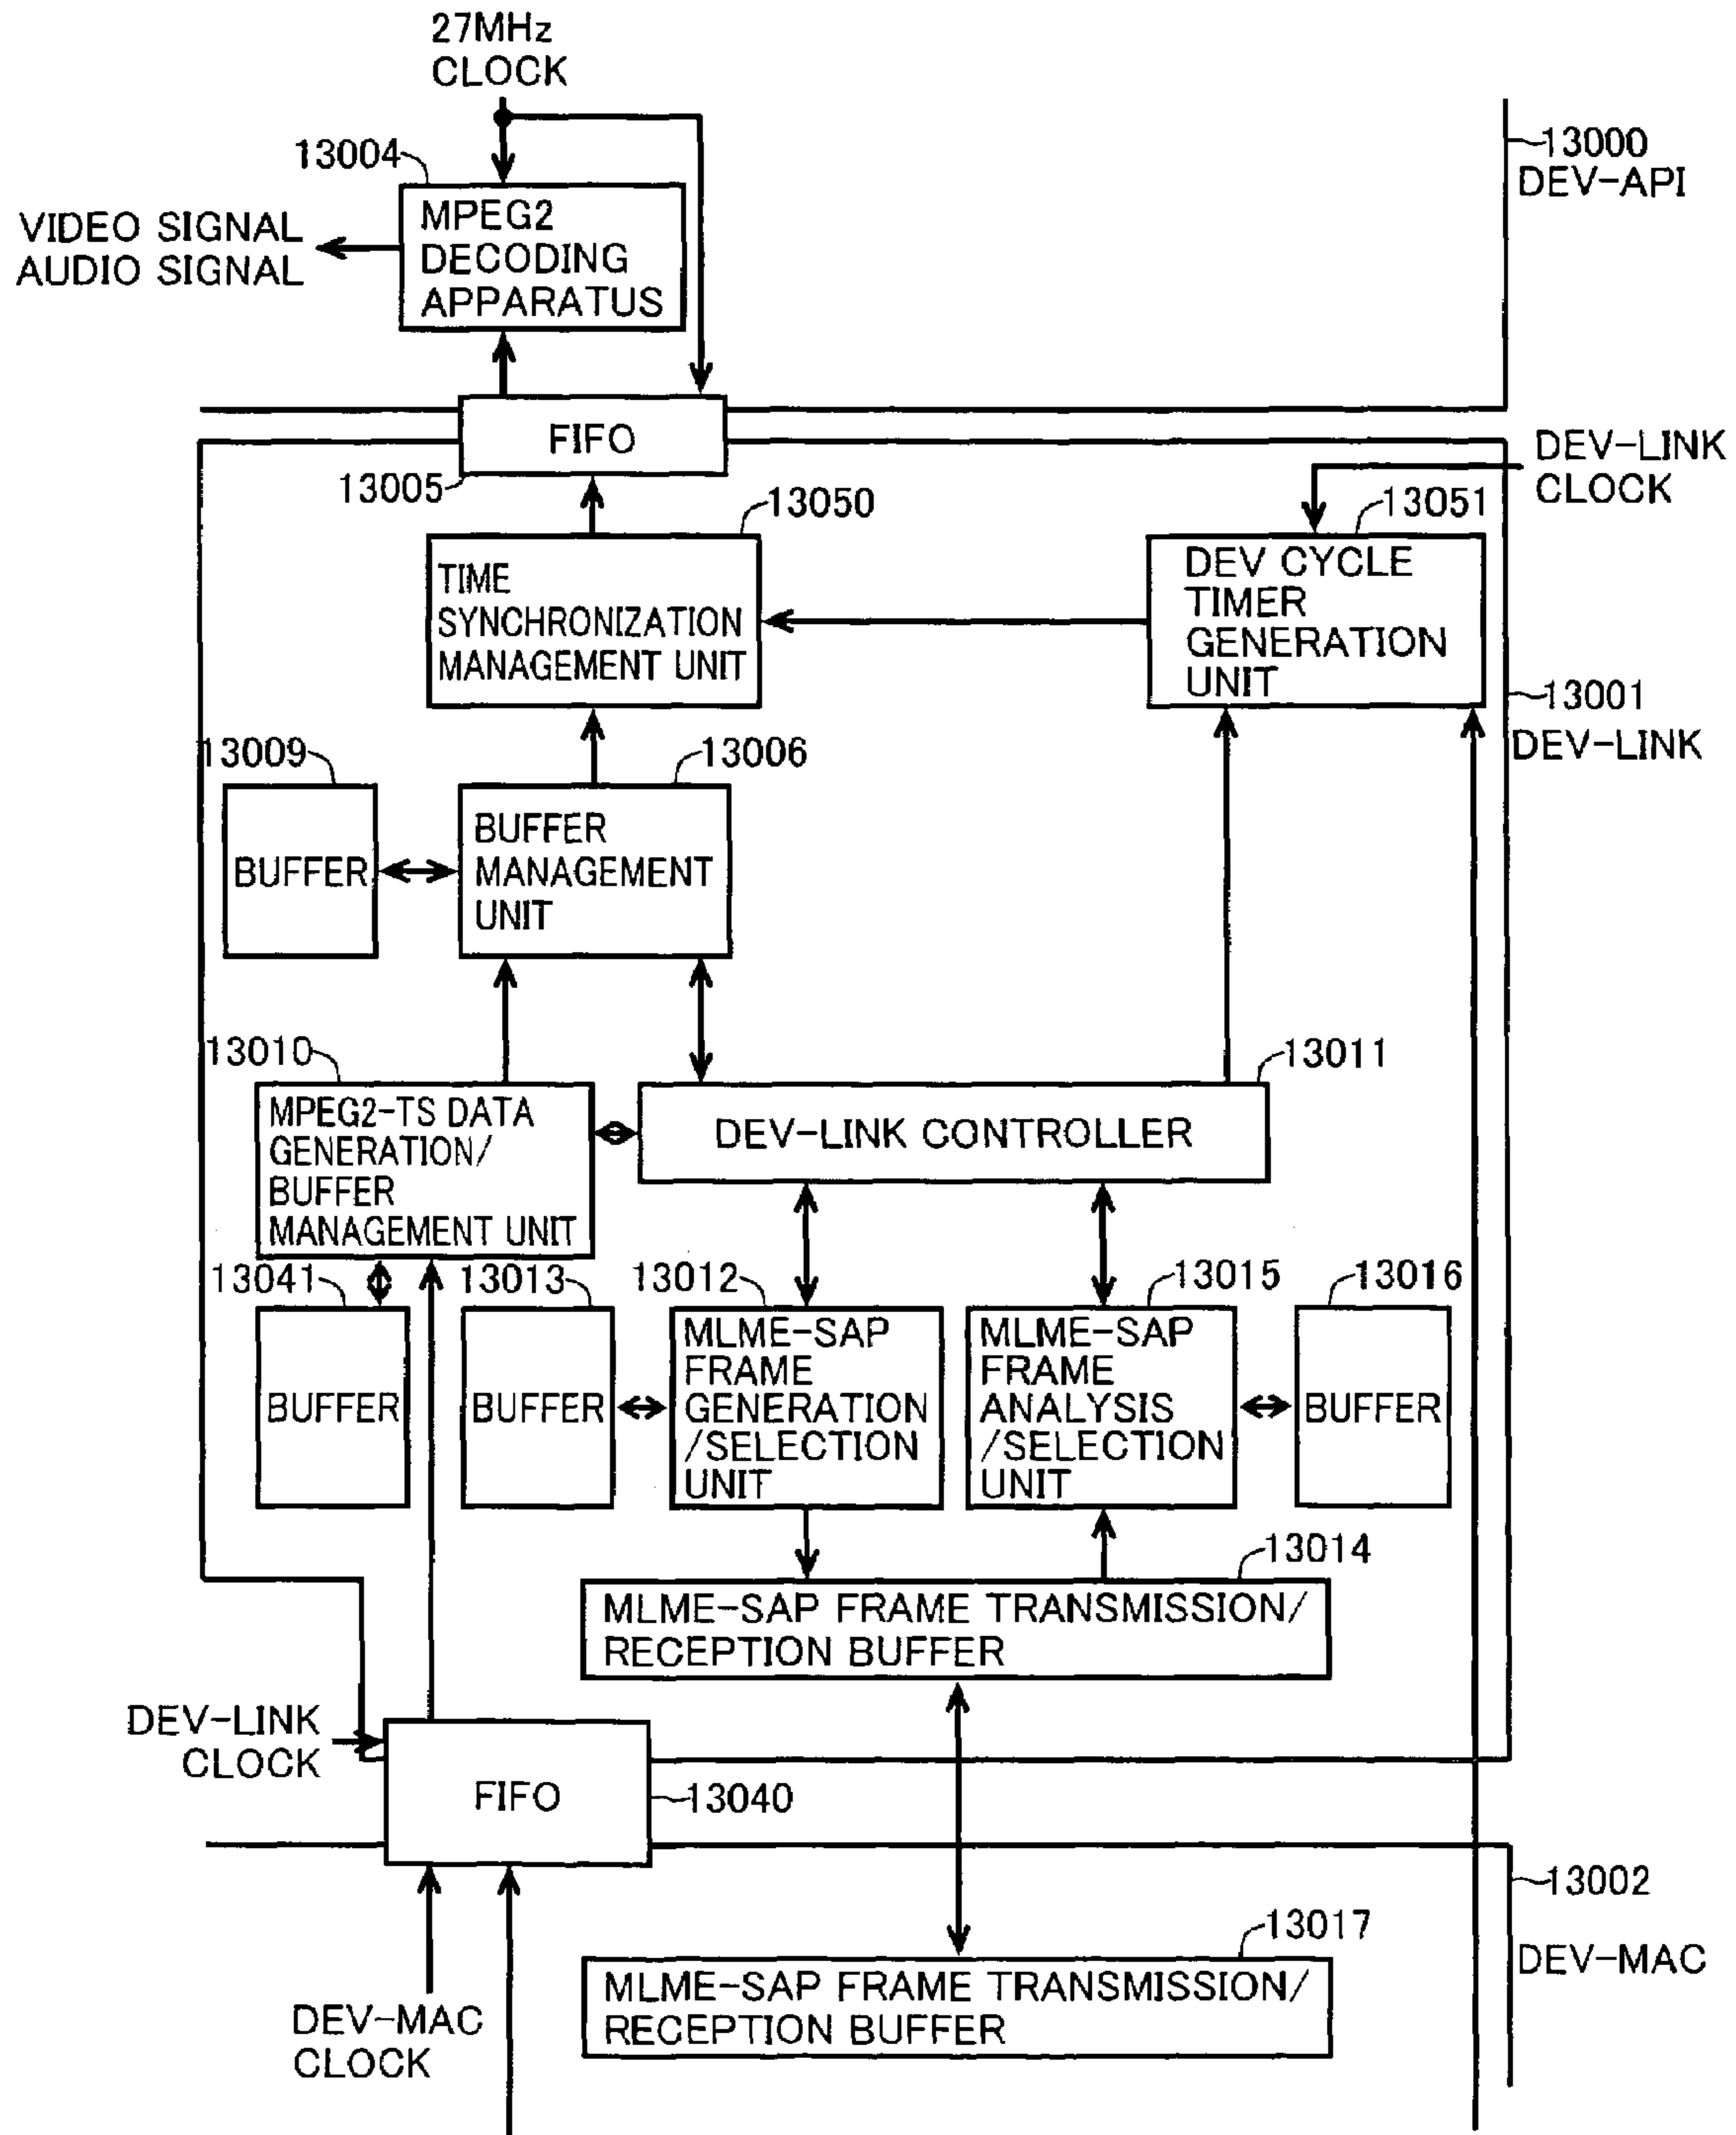 27MHz
CLOCK
13004
13000
DEV-API
MPEG2
DECODING
APPARATUS
VIDEO SIGNAL
AUDIO SIGNAL
FIFO
13005
DEV-LINK
CLOCK
13050
13051
TIME
SYNCHRONIZATION
MANAGEMENT UNIT
DEV CYCLE
TIMER
GENERATION
UNIT
13001
DEV-LINK
13009
13006
BUFFER
BUFFER
MANAGEMENT
UNIT
13010
13011
MPEG2-TS DATA
GENERATION/
BUFFER
MANAGEMENT UNIT
DEV-LINK CONTROLLER
13041
13013
13012
13015
13016
BUFFER
BUFFER
MLME-SAP
FRAME
GENERATION
/SELECTION
UNIT
MLME-SAP
FRAME
ANALYSIS
/SELECTION
UNIT
BUFFER
13014
MLME-SAP FRAME TRANSMISSION/
RECEPTION BUFFER
DEV-LINK
CLOCK
FIFO
13040
13002
DEV-MAC
13017
MLME-SAP FRAME TRANSMISSION/
RECEPTION BUFFER
DEV-MAC
CLOCK